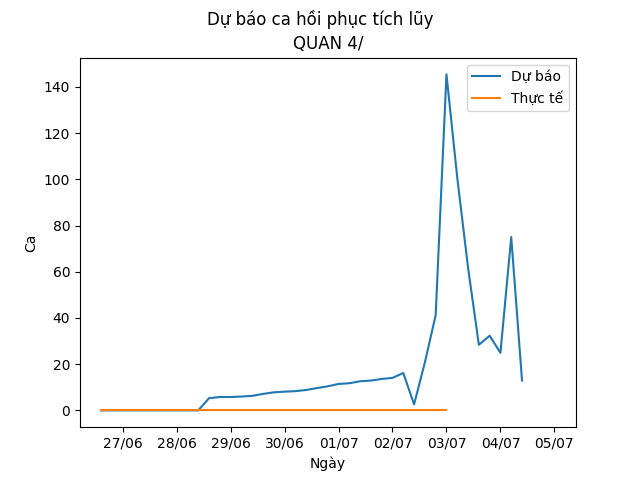 Dự báo ca hồi phục tích lũy
QUAN 4/
Dự báo
Thực tế
140
120
100
80
60
40
20
0
Ca
27/06 28/06 29/06 30/06 01/07 02/07 03/07 04/07 05/07
Ngày